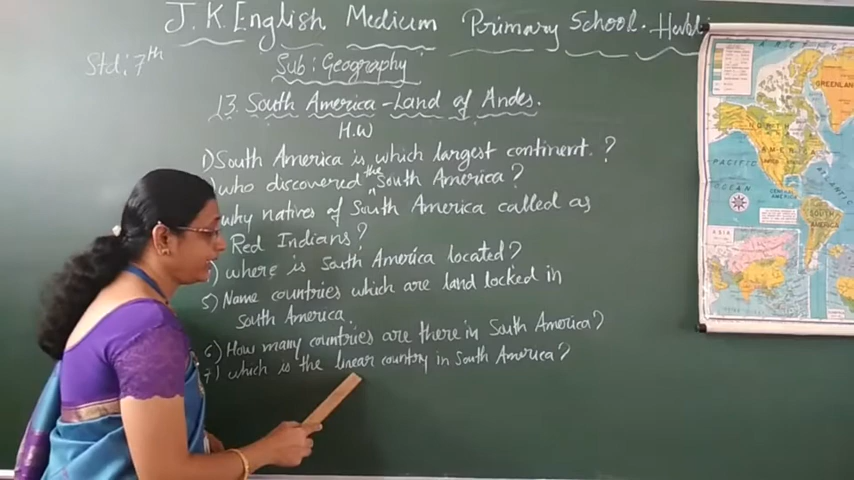 J.K English Medium Primary School. Hubli
Std: 7th
Sub: Geography
13. South America - Land of Andes.
H.W
1) South America is which largest continent ?
who discovered the South America ?
why natives of South America called as
Red Indians ?
) where is South America located ?
5) Name countries which are land locked in
South America.
6) How many countries are there in South America ?
7) which is the linear country in South America ?
GREENLAND
NORTH
AMERICA
PACIFIC
OCEAN
SOUTH
AMERICA
ASIA